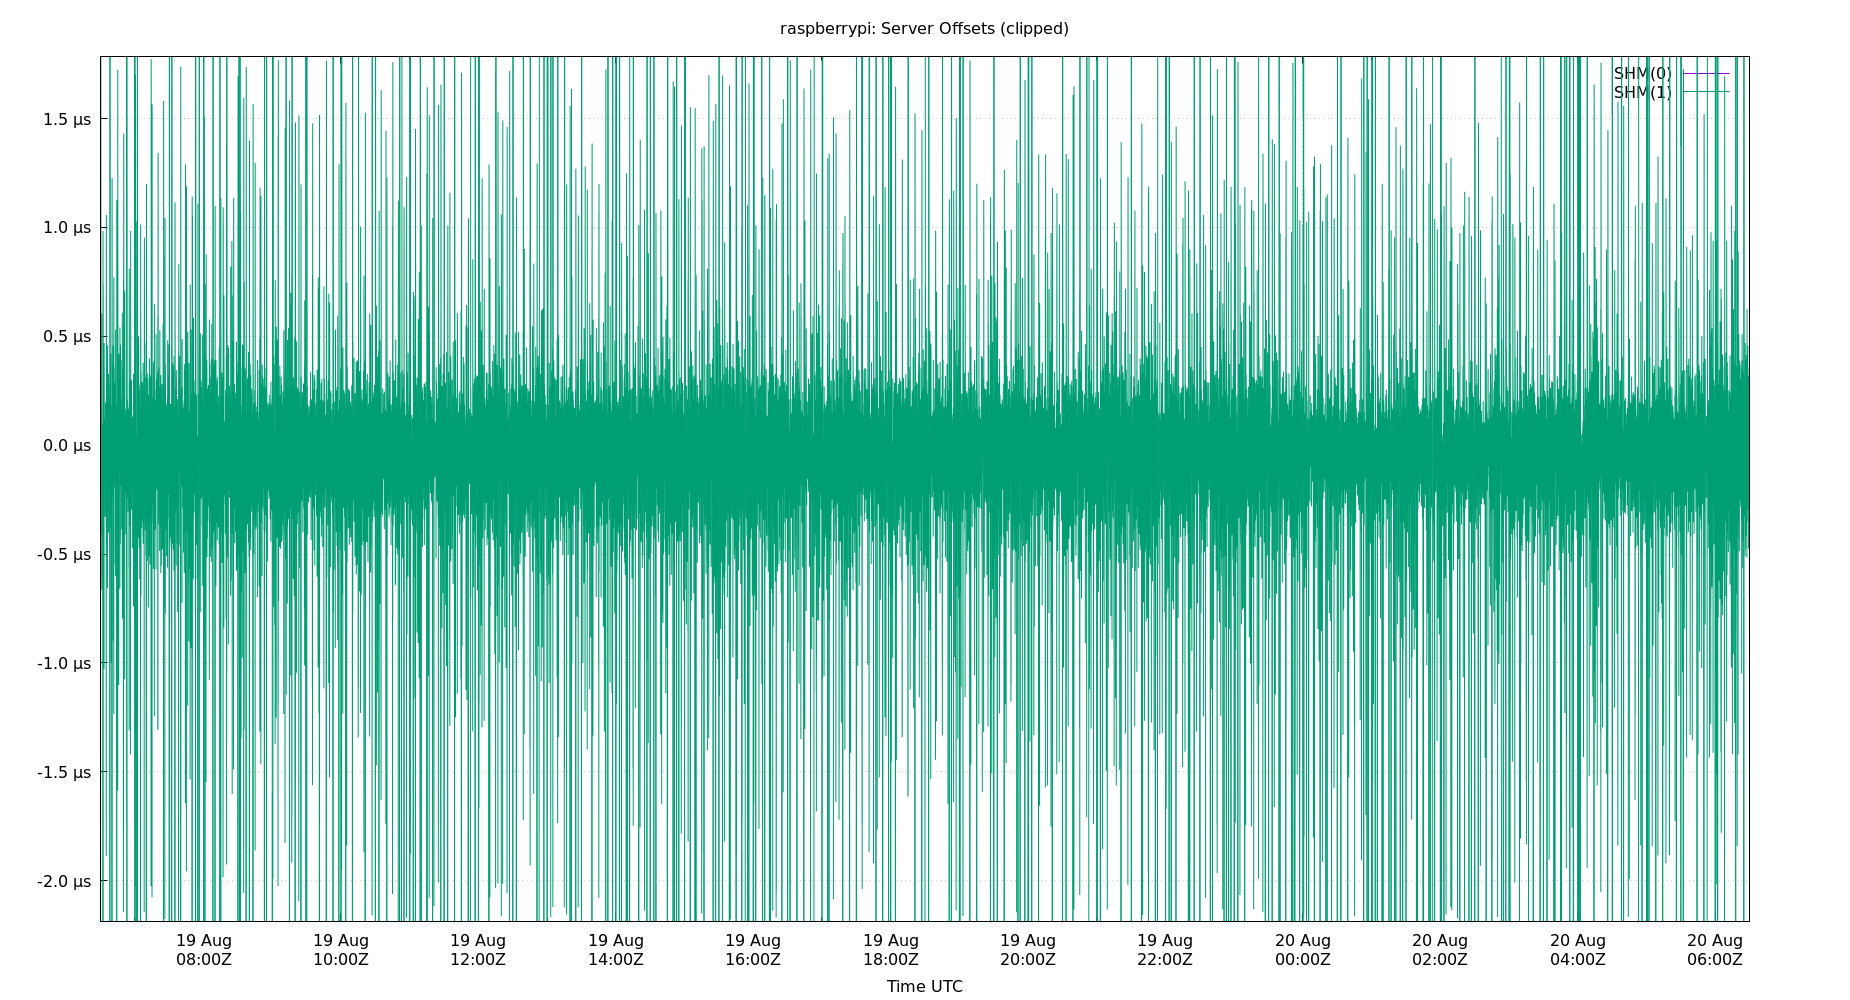 raspberrypi: Server Offsets (clipped)
SHM(0)
SHM(1)
1.5 µs
1.0 µs
0.5 µs
0.0 µs
-0.5 µs
-1.0 µs
-1.5 µs
-2.0 µs
19 Aug 19 Aug 19 Aug 19 Aug 19 Aug 19 Aug 19 Aug 19 Aug 20 Aug 20 Aug 20 Aug 20 Aug
08:00Z 10:00Z 12:00Z 14:00Z 16:00Z 18:00Z 20:00Z 22:00Z 00:00Z 02:00Z 04:00Z 06:00Z
Time UTC